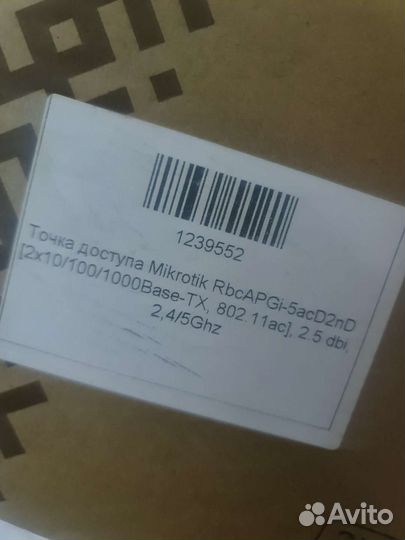 1239552
Точка доступа Mikrotik RbcAPGi-5acD2nD
[2x10/100/1000Base-TX, 802.11ac], 2.5 dbi,
2,4/5Ghz
Avito